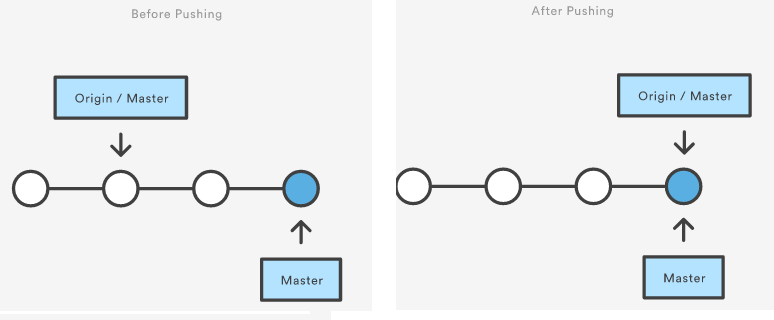 Before Pushing
Origin / Master
Master
After Pushing
Origin / Master
Master